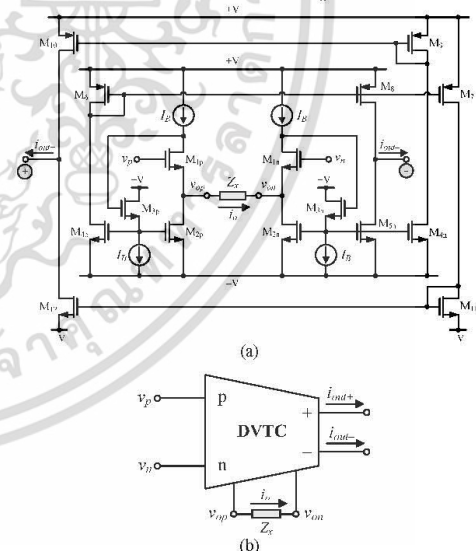 +V
M10
M9
+V
M6
M8
M7
IB
IB
iout-
iout-
vp
M1p
M1n
vn
+
vop
Zx
von
-
io
-V
-V
M3p
M3n
M2p
M2n
M5n
M4n
IB
IB
-V
M12
M11
V
V
(a)
vp
p
iout+
+
DVTC
iout-
-
vn
n
io
vop
Zx
von
(b)